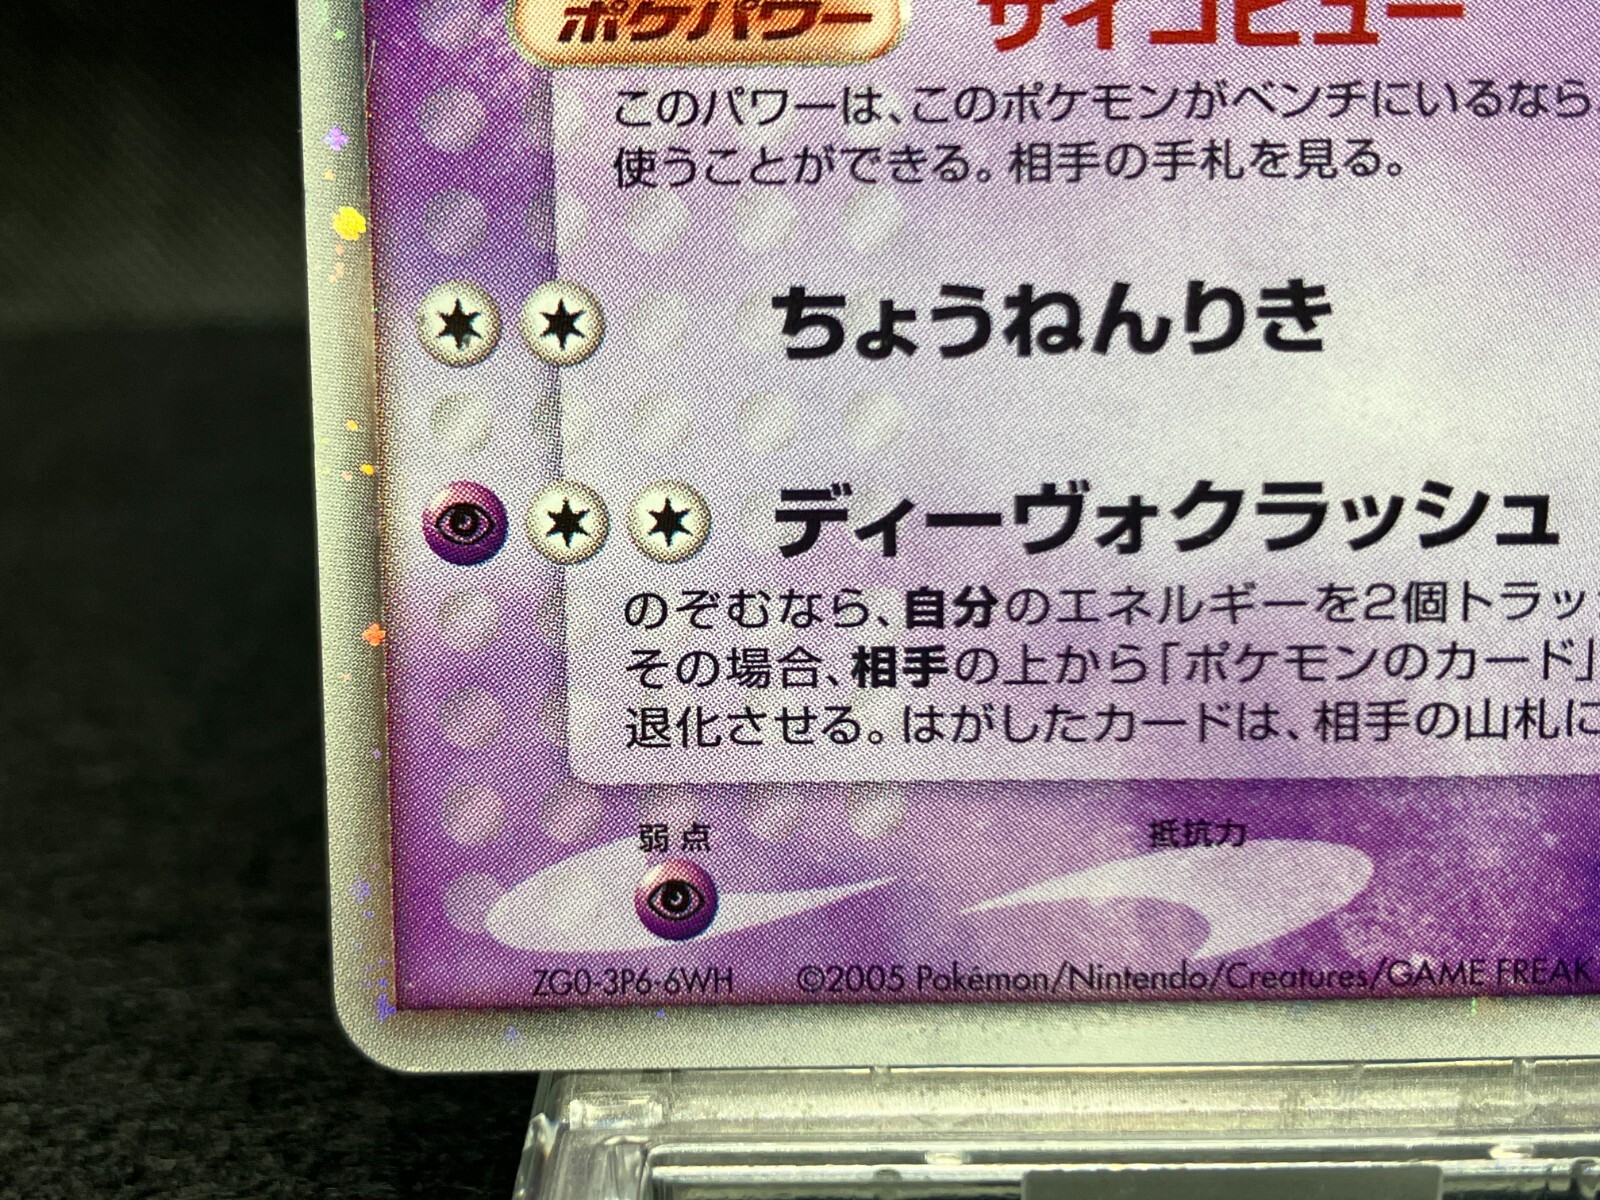 ポケパワー サイコビュー
このパワーは、このポケモンがベンチにいるなら
使うことができる。相手の手札を見る。
ちょうねんりき
ディーヴォクラッシュ
のぞむなら、自分のエネルギーを2個トラッ
その場合、相手の上から「ポケモンのカード」
退化させる。はがしたカードは、相手の山札に
弱点 抵抗力
ZG0-3P6-6WH ©2005 Pokémon/Nintendo/Creatures/GAME FREAK